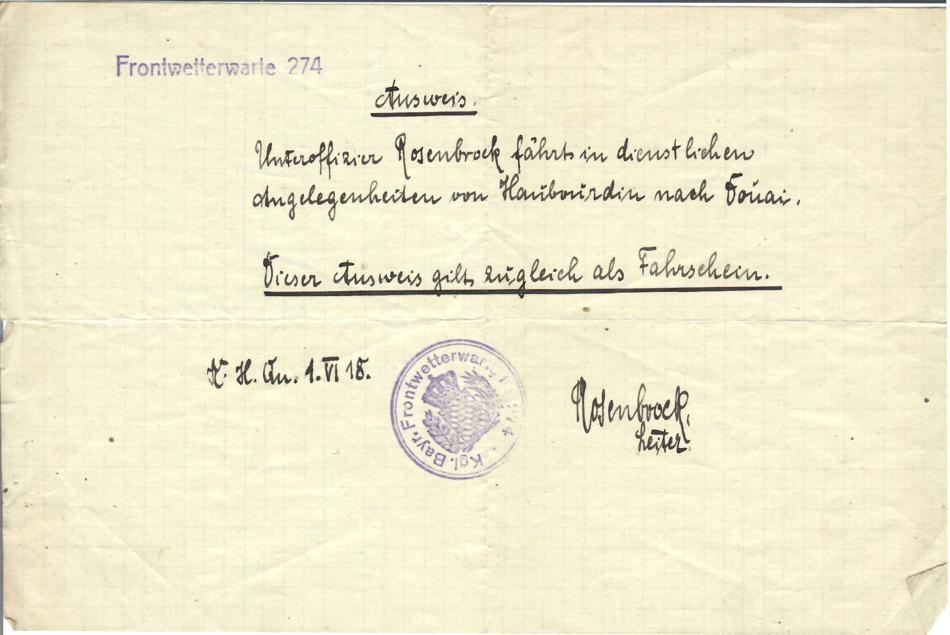 Frontwetterwarte 274
Ausweis.
Unteroffizier Rosenbrock fährt in dienstlichen
Angelegenheiten von Haubourdin nach Douai.
Dieser Ausweis gilt zugleich als Fahrschein.
K. H. Qu. 1. VI 18.
Kgl. Bayr. Frontwetterwarte 274
Rosenbrock,
Leiter.